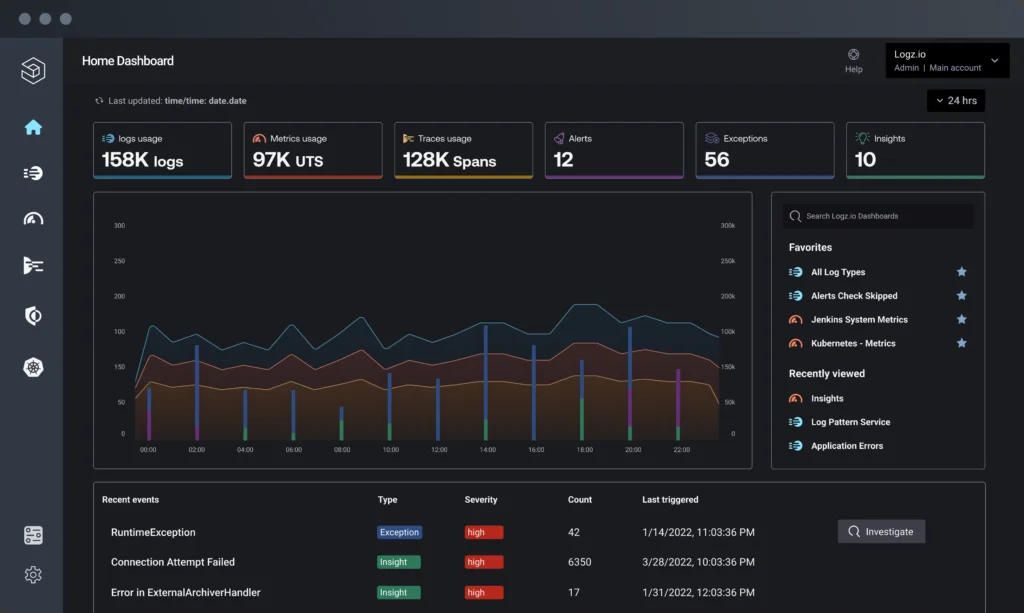 Home Dashboard
Help
Logz.io
Admin | Main account
Last updated: time/time: date.date
24 hrs
logs usage
158K logs
Metrics usage
97K UTS
Traces usage
128K Spans
Alerts
12
Exceptions
56
Insights
10
300
250
200
100
150
50
0
300k
250k
200k
100k
150k
50k
0
00:00 02:00 04:00 06:00 08:00 10:00 12:00 14:00 16:00 18:00 20:00 22:00
Search Logz.io Dashboards
Favorites
All Log Types
Alerts Check Skipped
Jenkins System Metrics
Kubernetes - Metrics
Recently viewed
Insights
Log Pattern Service
Application Errors
Recent events Type Severity Count Last triggered
RuntimeException Exception high 42 1/14/2022, 11:03:36 PM Investigate
Connection Attempt Failed Insight high 6350 3/28/2022, 10:03:36 PM
Error in ExternalArchiverHandler Insight high 17 1/31/2022, 12:03:36 PM